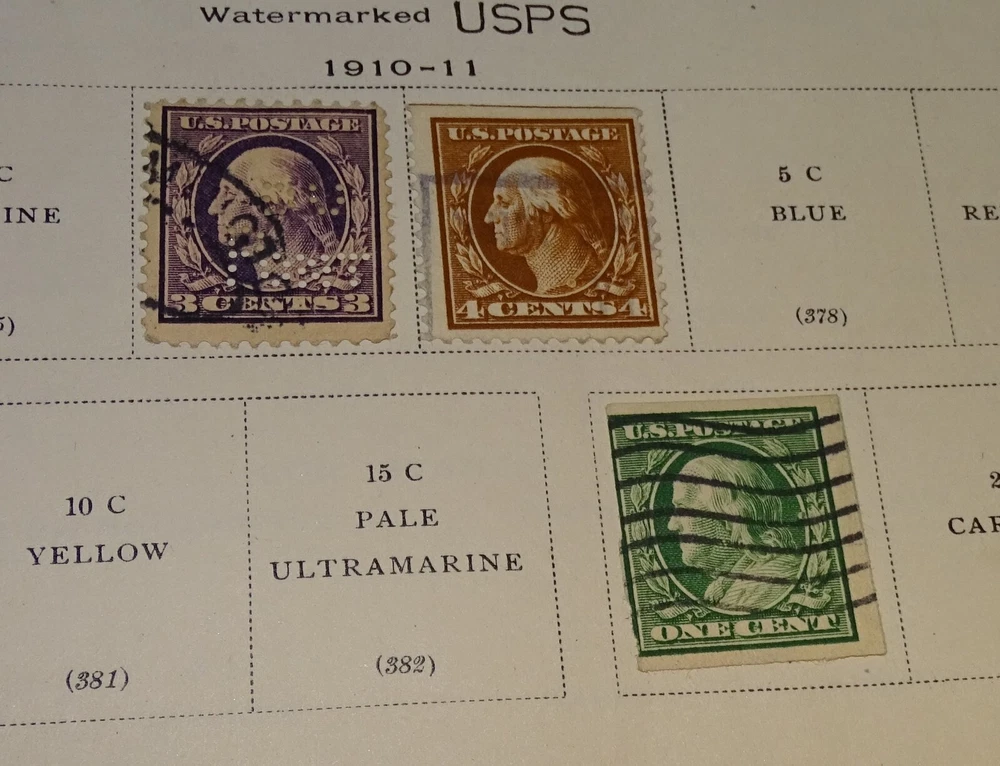 Watermarked USPS
1910-11
C
INE
5)
U.S.POSTAGE
3 CENTS 3
U.S.POSTAGE
4 CENTS 4
5 C
BLUE
(378)
RE
10 C
YELLOW
(381)
15 C
PALE
ULTRAMARINE
(382)
U.S.POSTAGE
ONE CENT
2
CAR